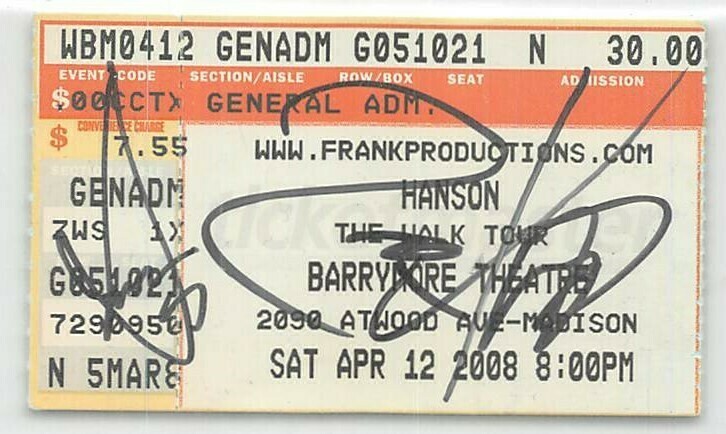 WBM0412 GENADM G051021 N 30.00
EVENT CODE SECTION/AISLE ROW/BOX SEAT ADMISSION
$.00CCTX GENERAL ADM.
$ CONVENIENCE CHARGE
7.55 WWW.FRANKPRODUCTIONS.COM
GENADM HANSON
ZWS 1X THE WALK TOUR
G051021 BARRYMORE THEATRE
7290950 2090 ATWOOD AVE-MADISON
N 5MAR8 SAT APR 12 2008 8:00PM
ticketmaster